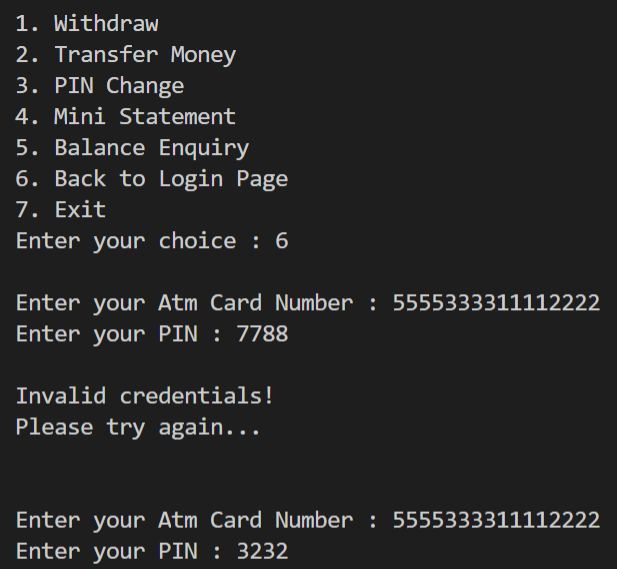 1. Withdraw
2. Transfer Money
3. PIN Change
4. Mini Statement
5. Balance Enquiry
6. Back to Login Page
7. Exit
Enter your choice : 6
Enter your Atm Card Number : 5555333311112222
Enter your PIN : 7788
Invalid credentials!
Please try again...
Enter your Atm Card Number : 5555333311112222
Enter your PIN : 3232